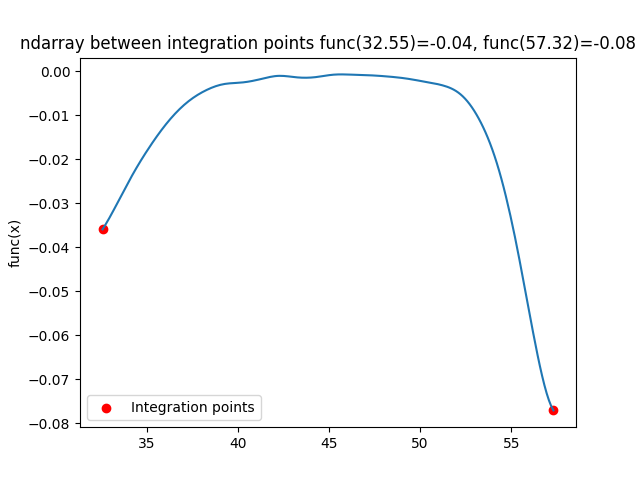 ndarray between integration points func(32.55)=-0.04, func(57.32)=-0.08
0.00
−0.01
−0.02
−0.03
−0.04
−0.05
−0.06
−0.07
−0.08
func(x)
Integration points
35 40 45 50 55